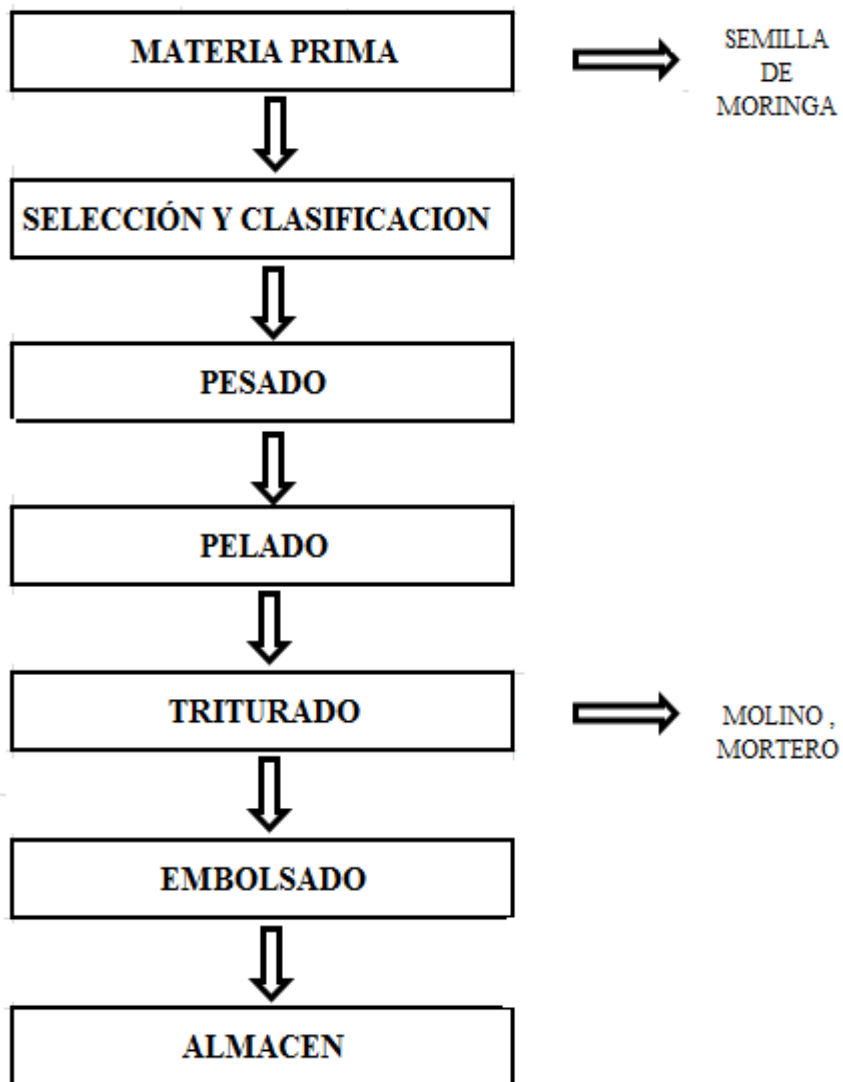 MATERIA PRIMA
SEMILLA
DE
MORINGA
SELECCIÓN Y CLASIFICACION
PESADO
PELADO
TRITURADO
MOLINO ,
MORTERO
EMBOLSADO
ALMACEN